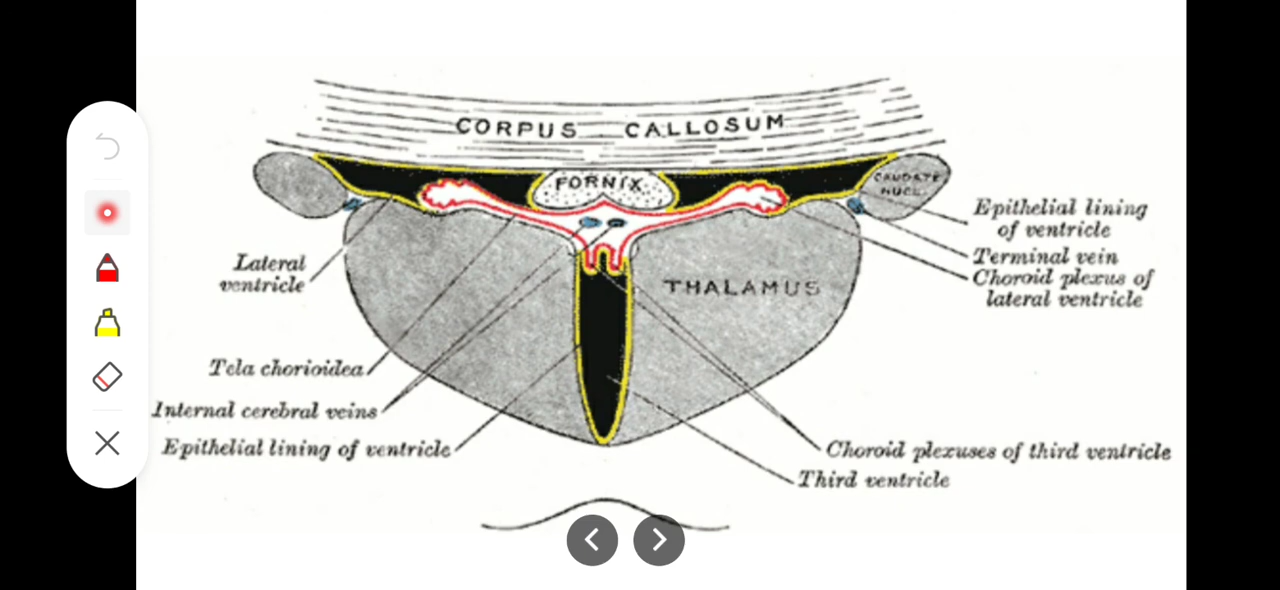 CORPUS CALLOSUM
FORNIX
CAUDATE
NUCL.
Epithelial lining
of ventricle
Terminal vein
Choroid plexus of
lateral ventricle
Lateral
ventricle
THALAMUS
Tela chorioidea
Internal cerebral veins
Epithelial lining of ventricle
Choroid plexuses of third ventricle
Third ventricle